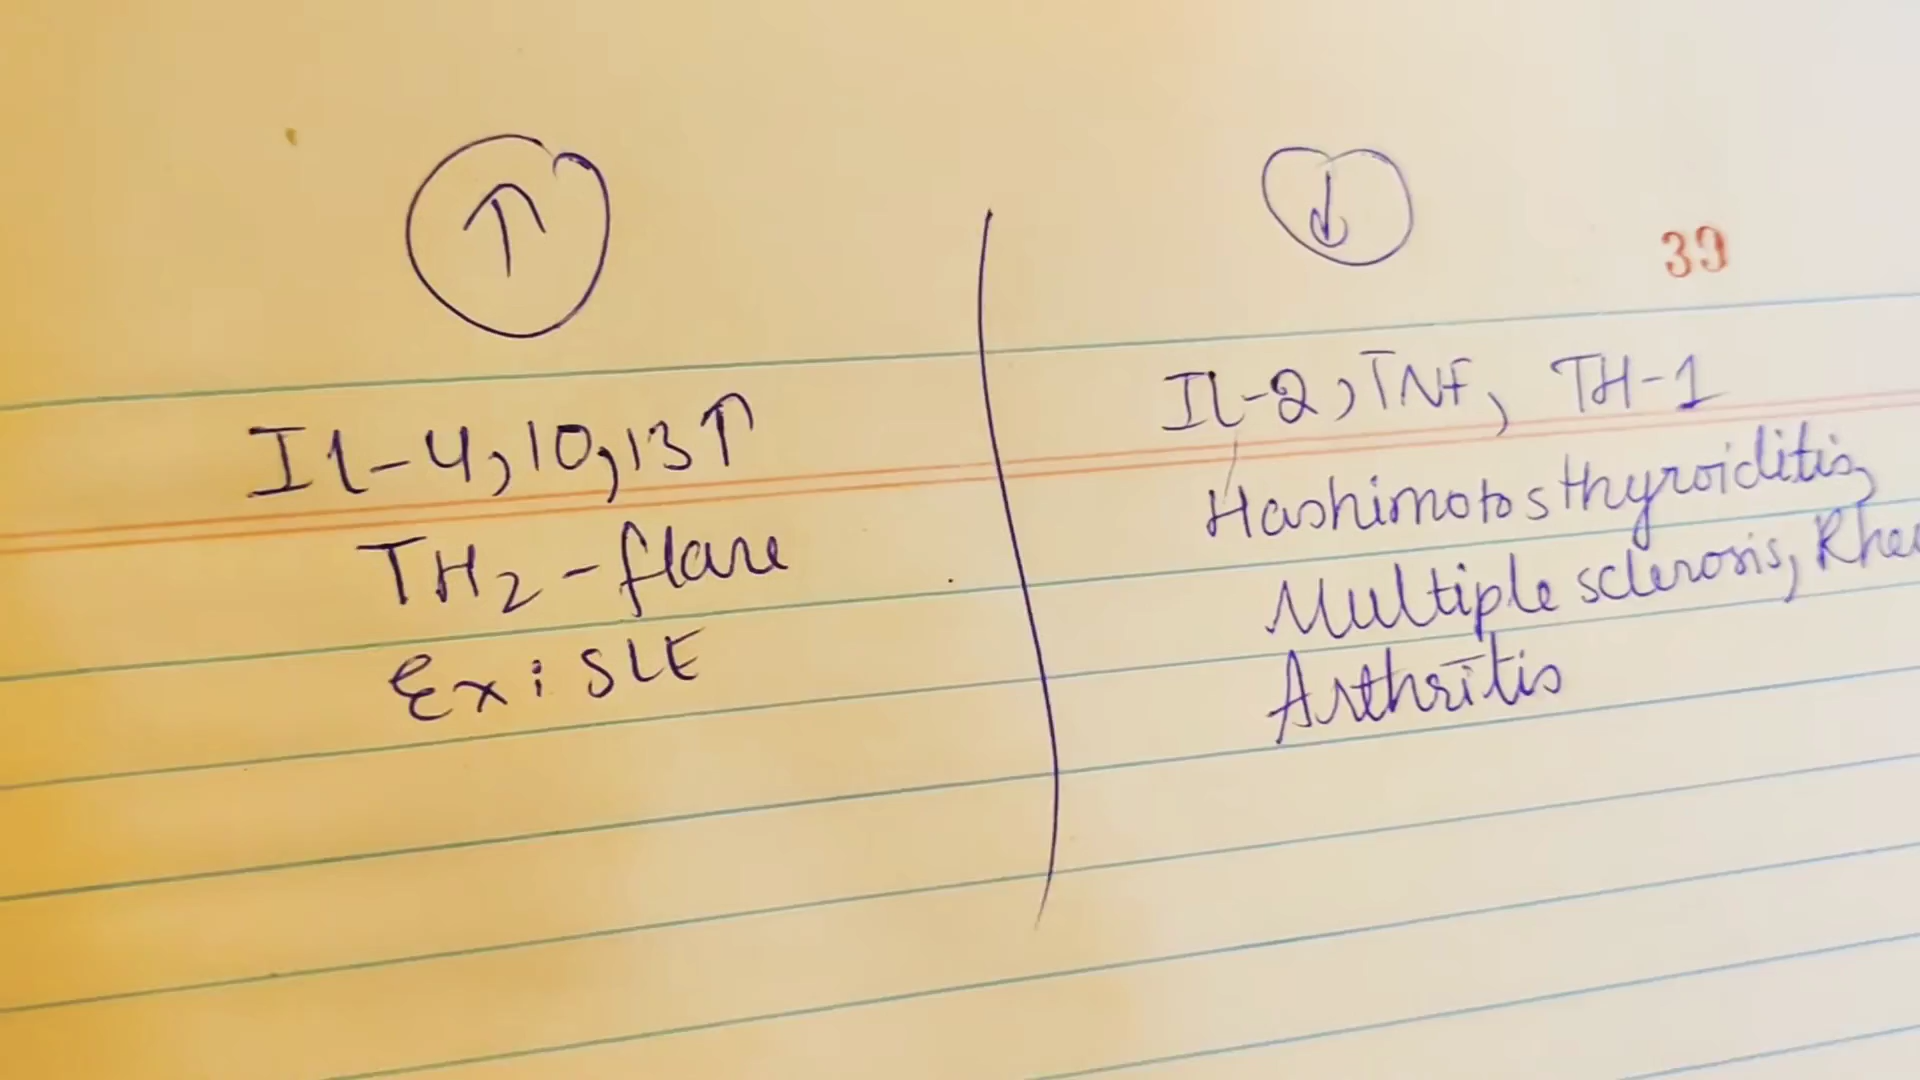 ↑
Il-4,10,13↑
TH2-flare
Ex: SLE
↓
39
Il-2, TNF, TH-1
Hashimotos thyroiditis,
Multiple sclerosis, Rheu
Arthritis